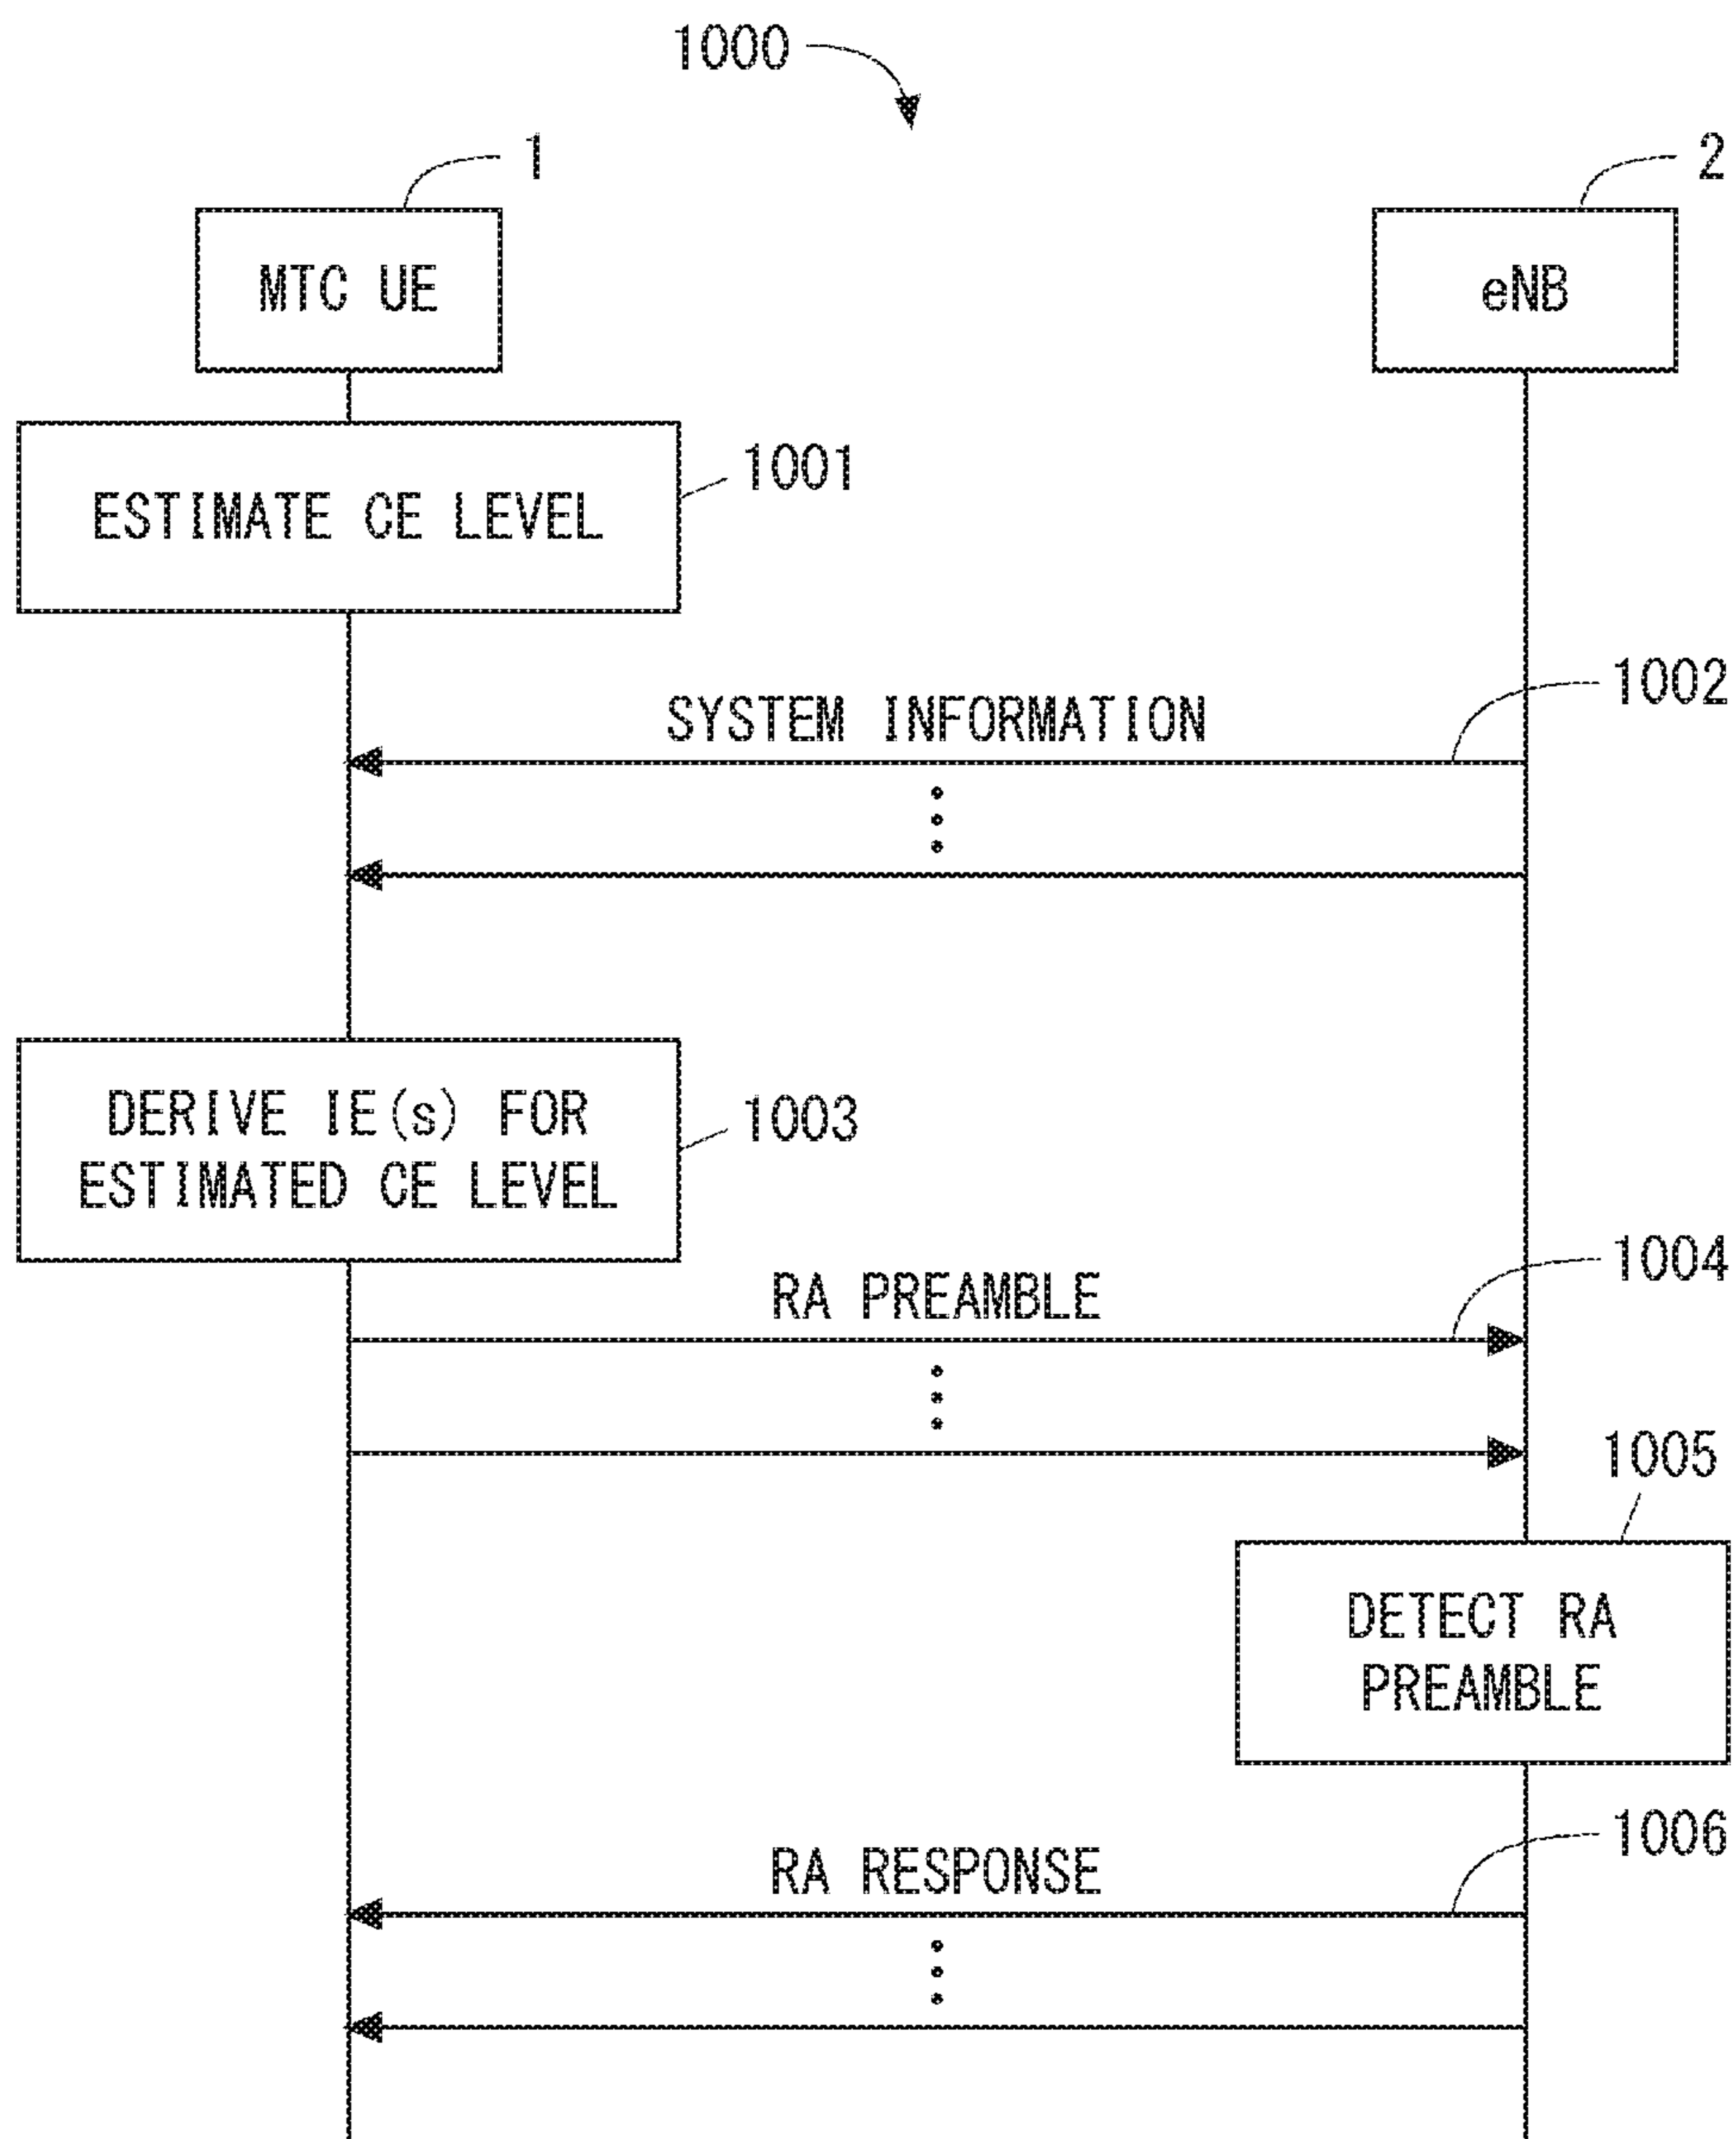 1000
1
2
MTC UE
eNB
1001
ESTIMATE CE LEVEL
1002
SYSTEM INFORMATION
DERIVE IE(s) FOR
ESTIMATED CE LEVEL
1003
1004
RA PREAMBLE
1005
DETECT RA
PREAMBLE
1006
RA RESPONSE